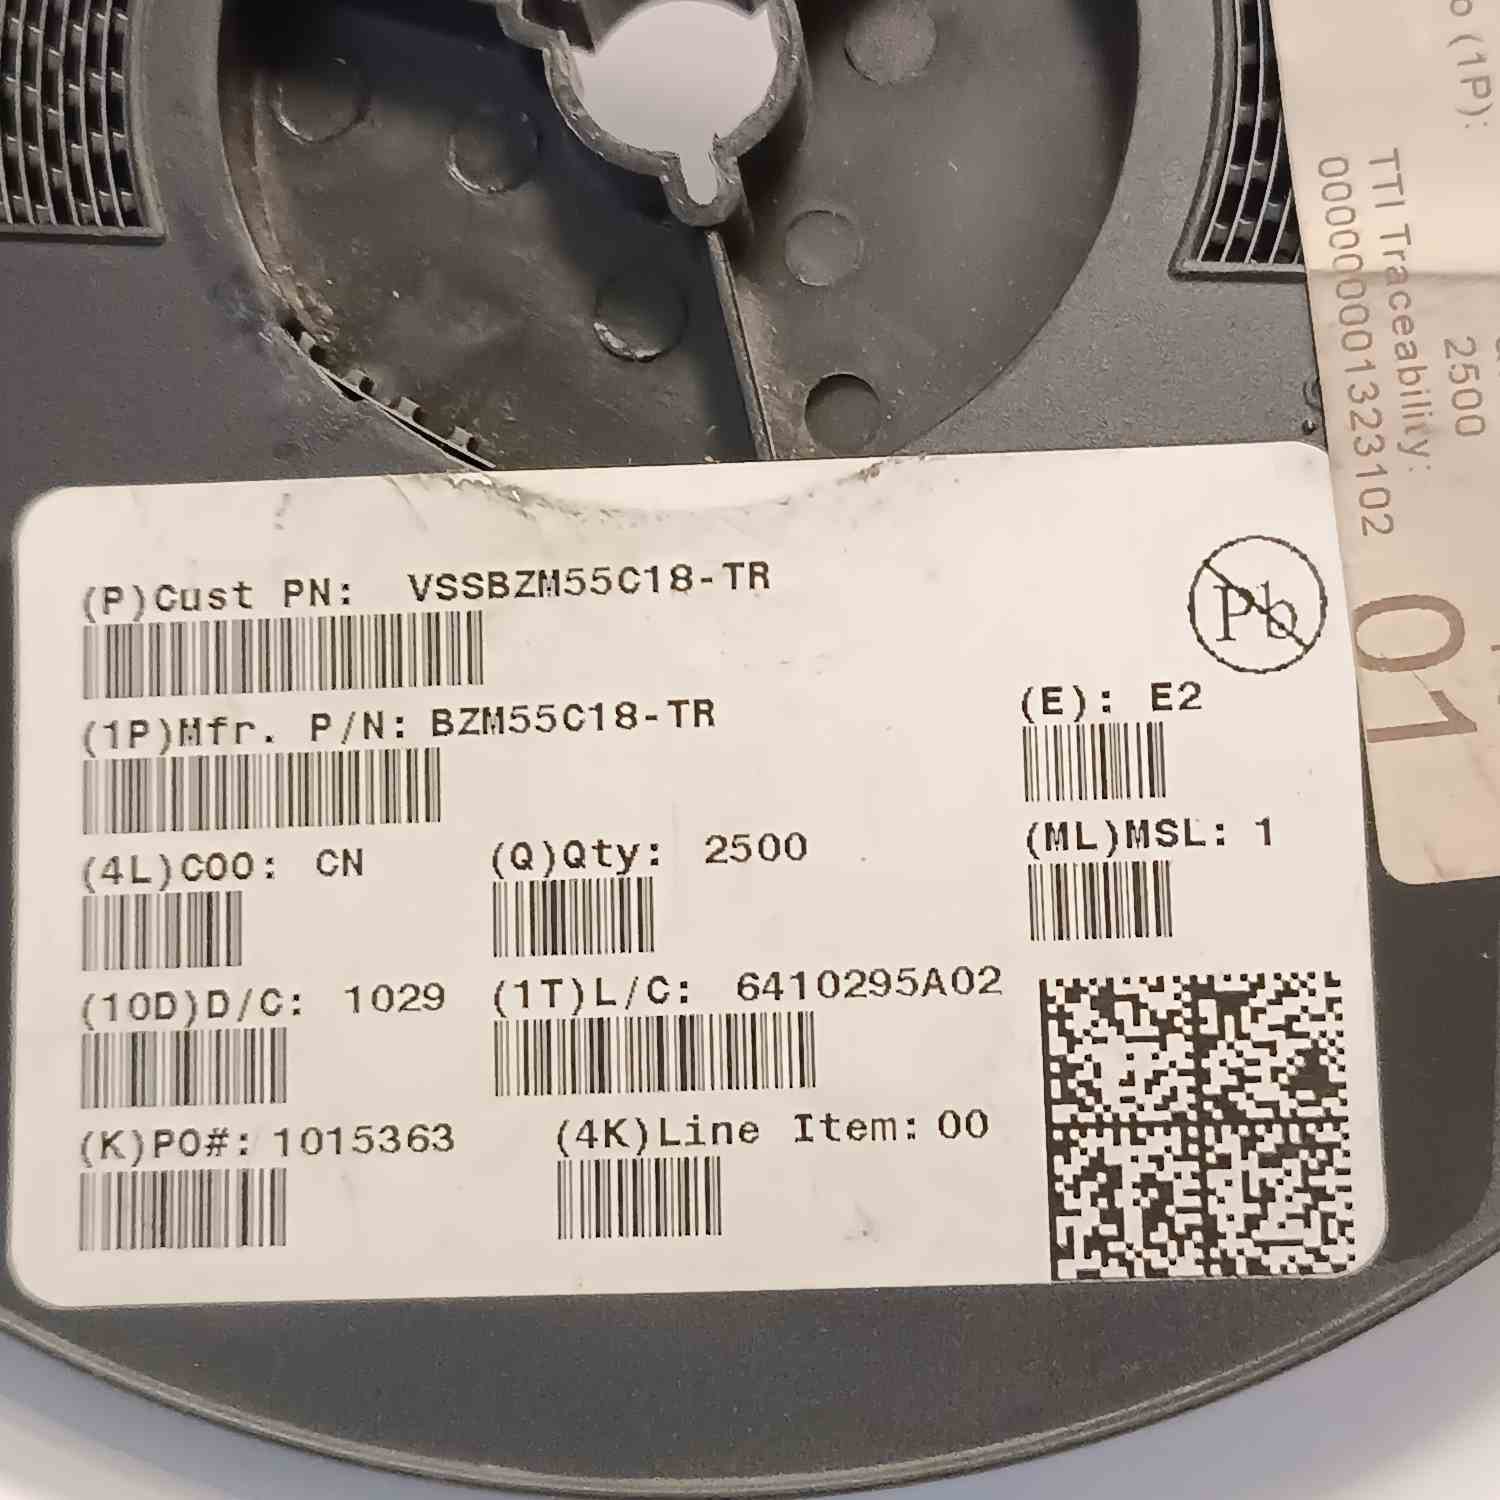 (P)Cust PN: VSSBZM55C18-TR
Pb
(1P)Mfr. P/N: BZM55C18-TR
(E): E2
(4L)COO: CN
(Q)Qty: 2500
(ML)MSL: 1
(10D)D/C: 1029
(1T)L/C: 6410295A02
(K)PO#: 1015363
(4K)Line Item: 00
(1P):
2500
TTI Traceability:
0000000001323102
01